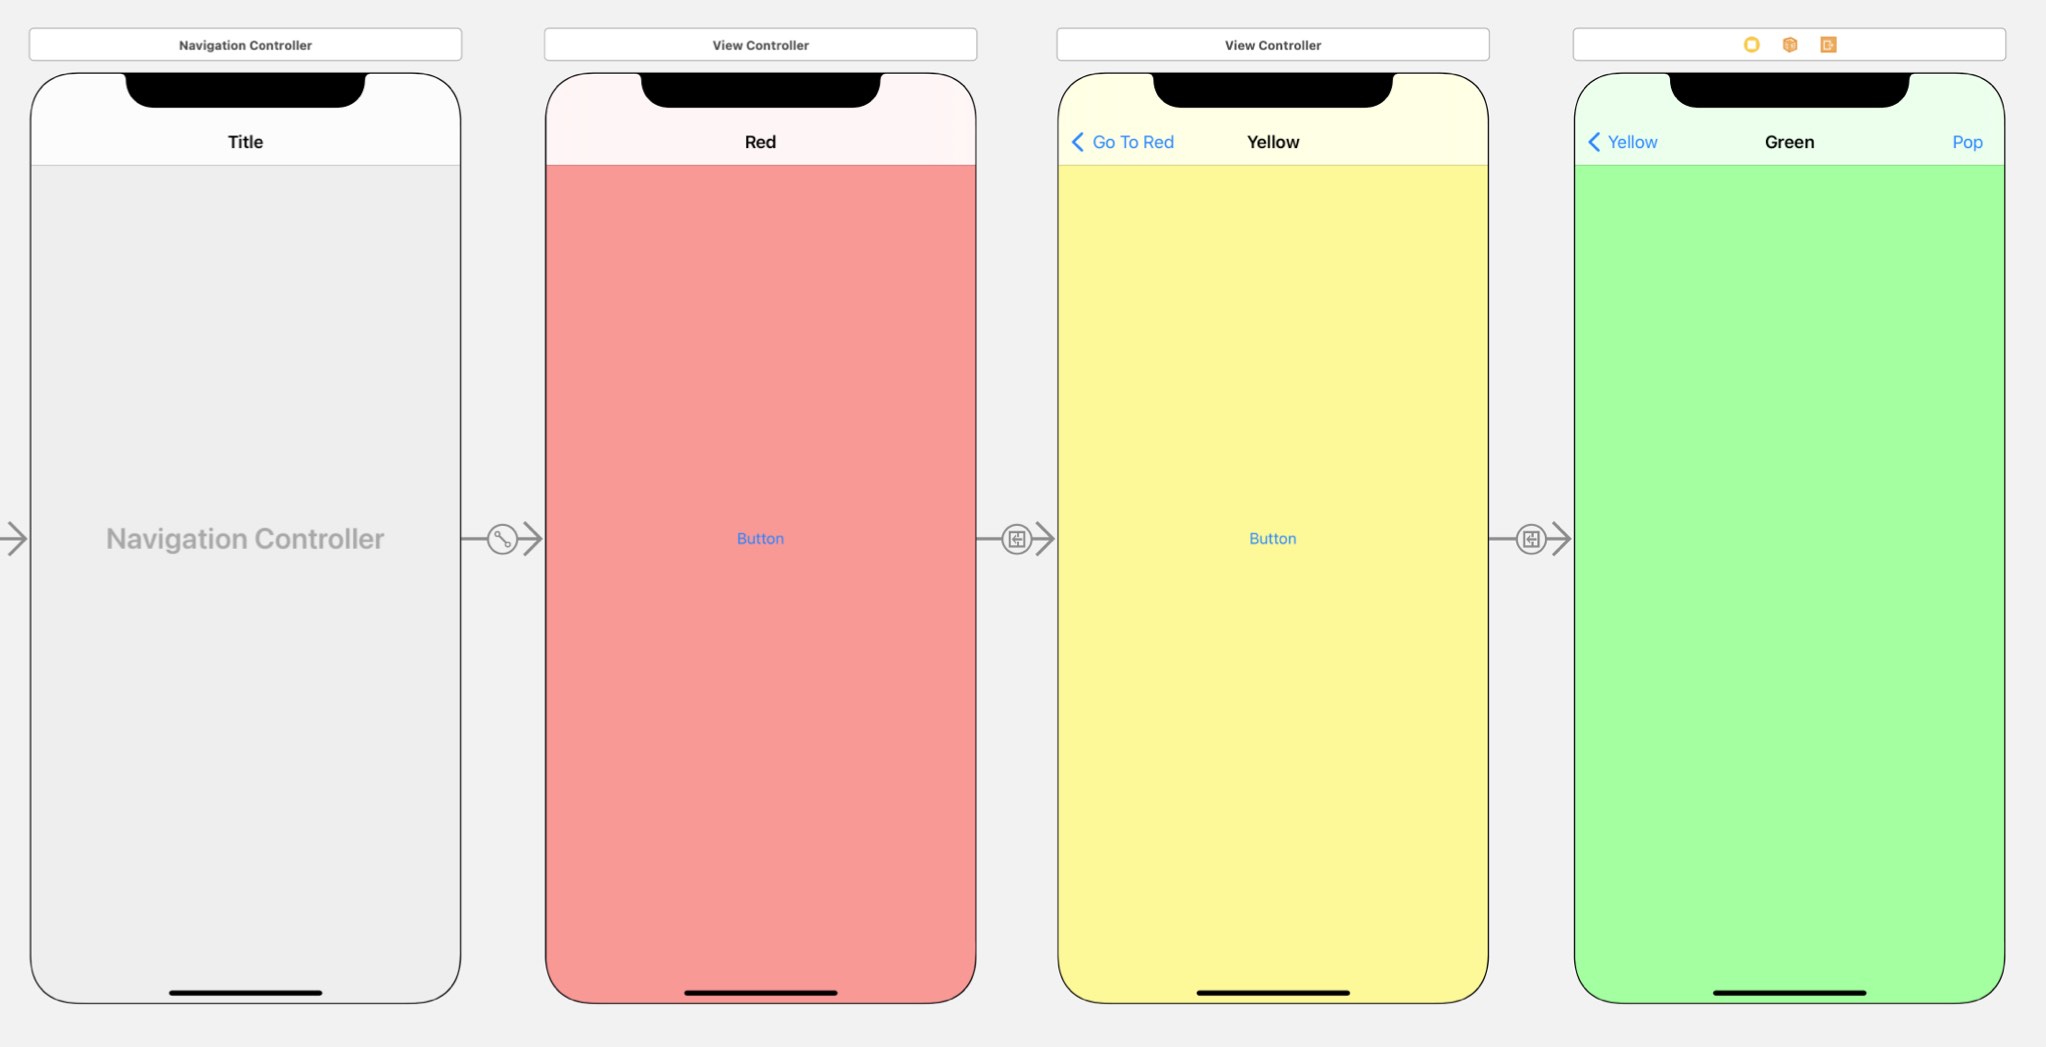 Navigation Controller
View Controller
View Controller
Title
Red
Go To Red
Yellow
Yellow
Green
Pop
Navigation Controller
Button
Button